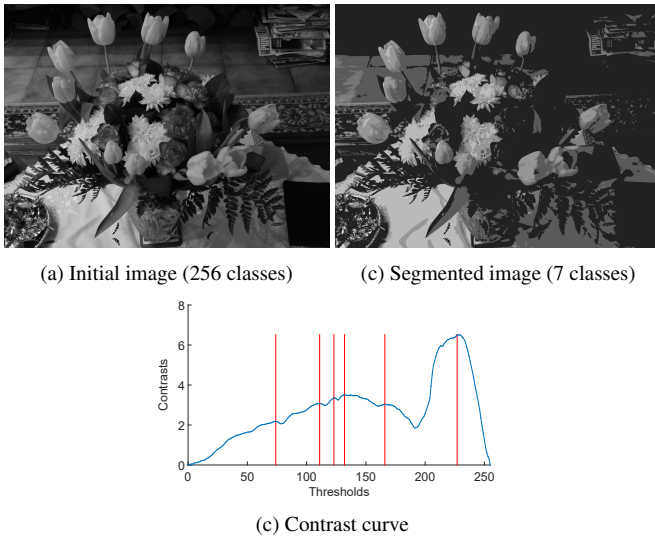 (a) Initial image (256 classes)
(c) Segmented image (7 classes)
8
6
4
2
0
Contrasts
0 50 100 150 200 250
Thresholds
(c) Contrast curve